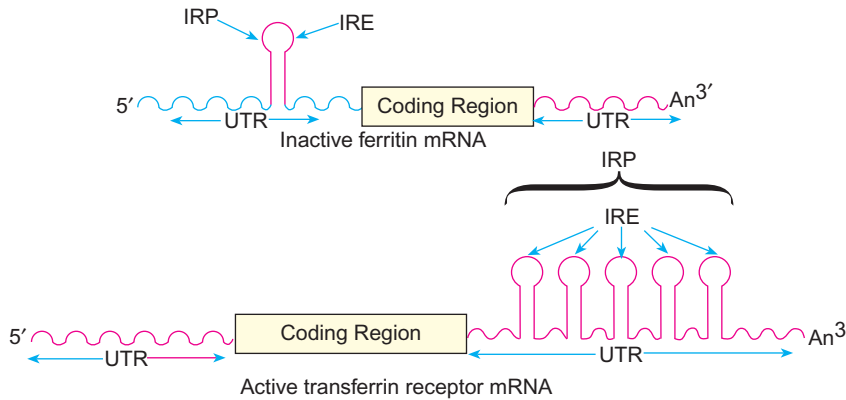 IRP IRE
5′ Coding Region An3′
UTR UTR
Inactive ferritin mRNA
IRP
IRE
5′ Coding Region An3
UTR UTR
Active transferrin receptor mRNA